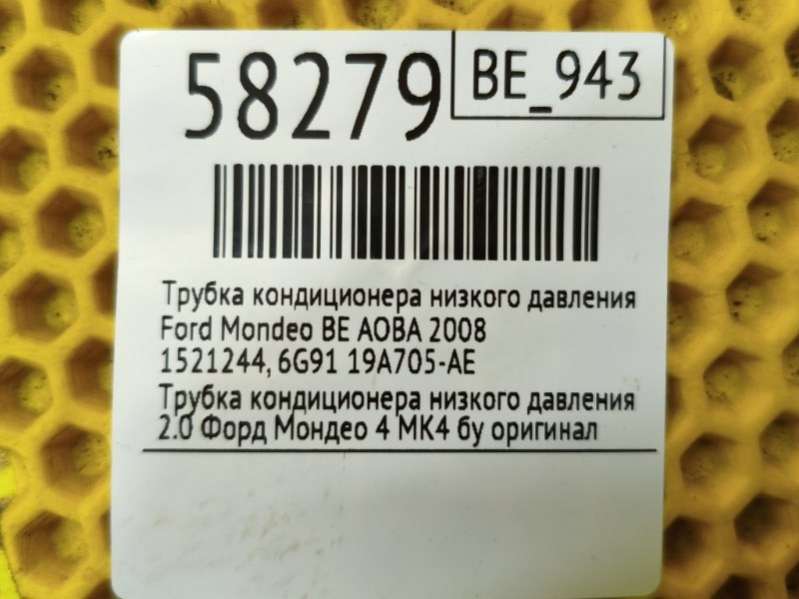 58279
BE_943
Трубка кондиционера низкого давления
Ford Mondeo BE AOBA 2008
1521244, 6G91 19A705-AE
Трубка кондиционера низкого давления
2.0 Форд Мондео 4 МК4 бу оригинал